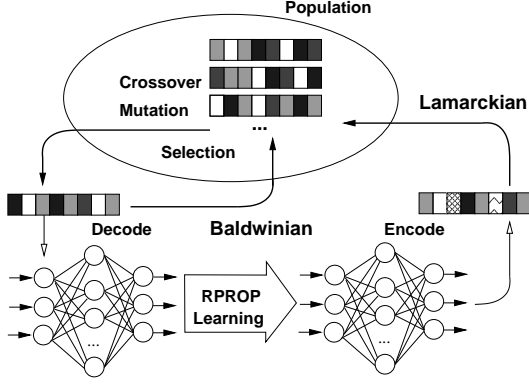 Population
Crossover
Mutation
...
Lamarckian
Selection
Decode
Baldwinian
Encode
RPROP
Learning
...
...